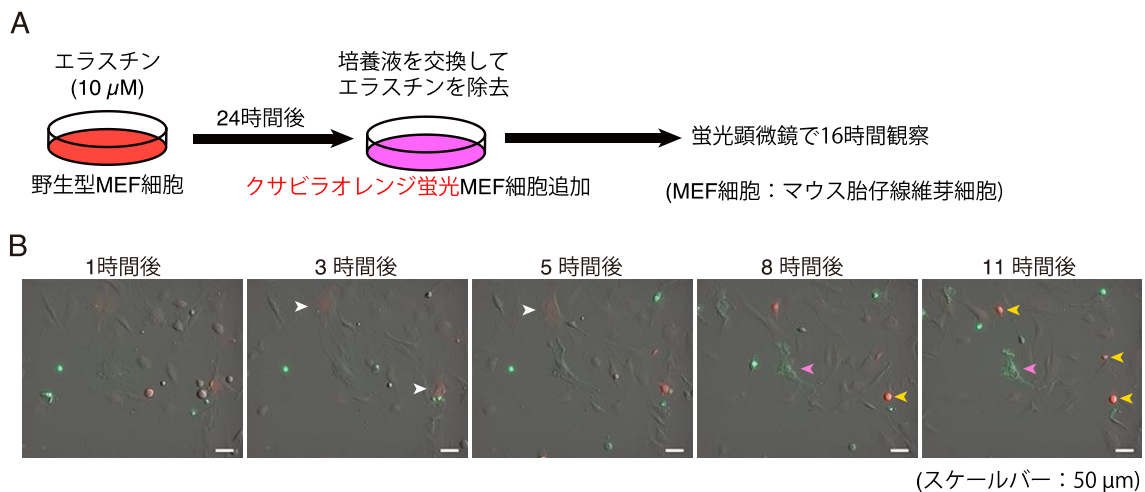 A
エラスチン
(10 μM)
24時間後
培養液を交換して
エラスチンを除去
蛍光顕微鏡で16時間観察
野生型MEF細胞
クサビラオレンジ蛍光MEF細胞追加
(MEF細胞：マウス胎仔線維芽細胞)
B
1時間後
3 時間後
5 時間後
8 時間後
11 時間後
(スケールバー：50 μm)